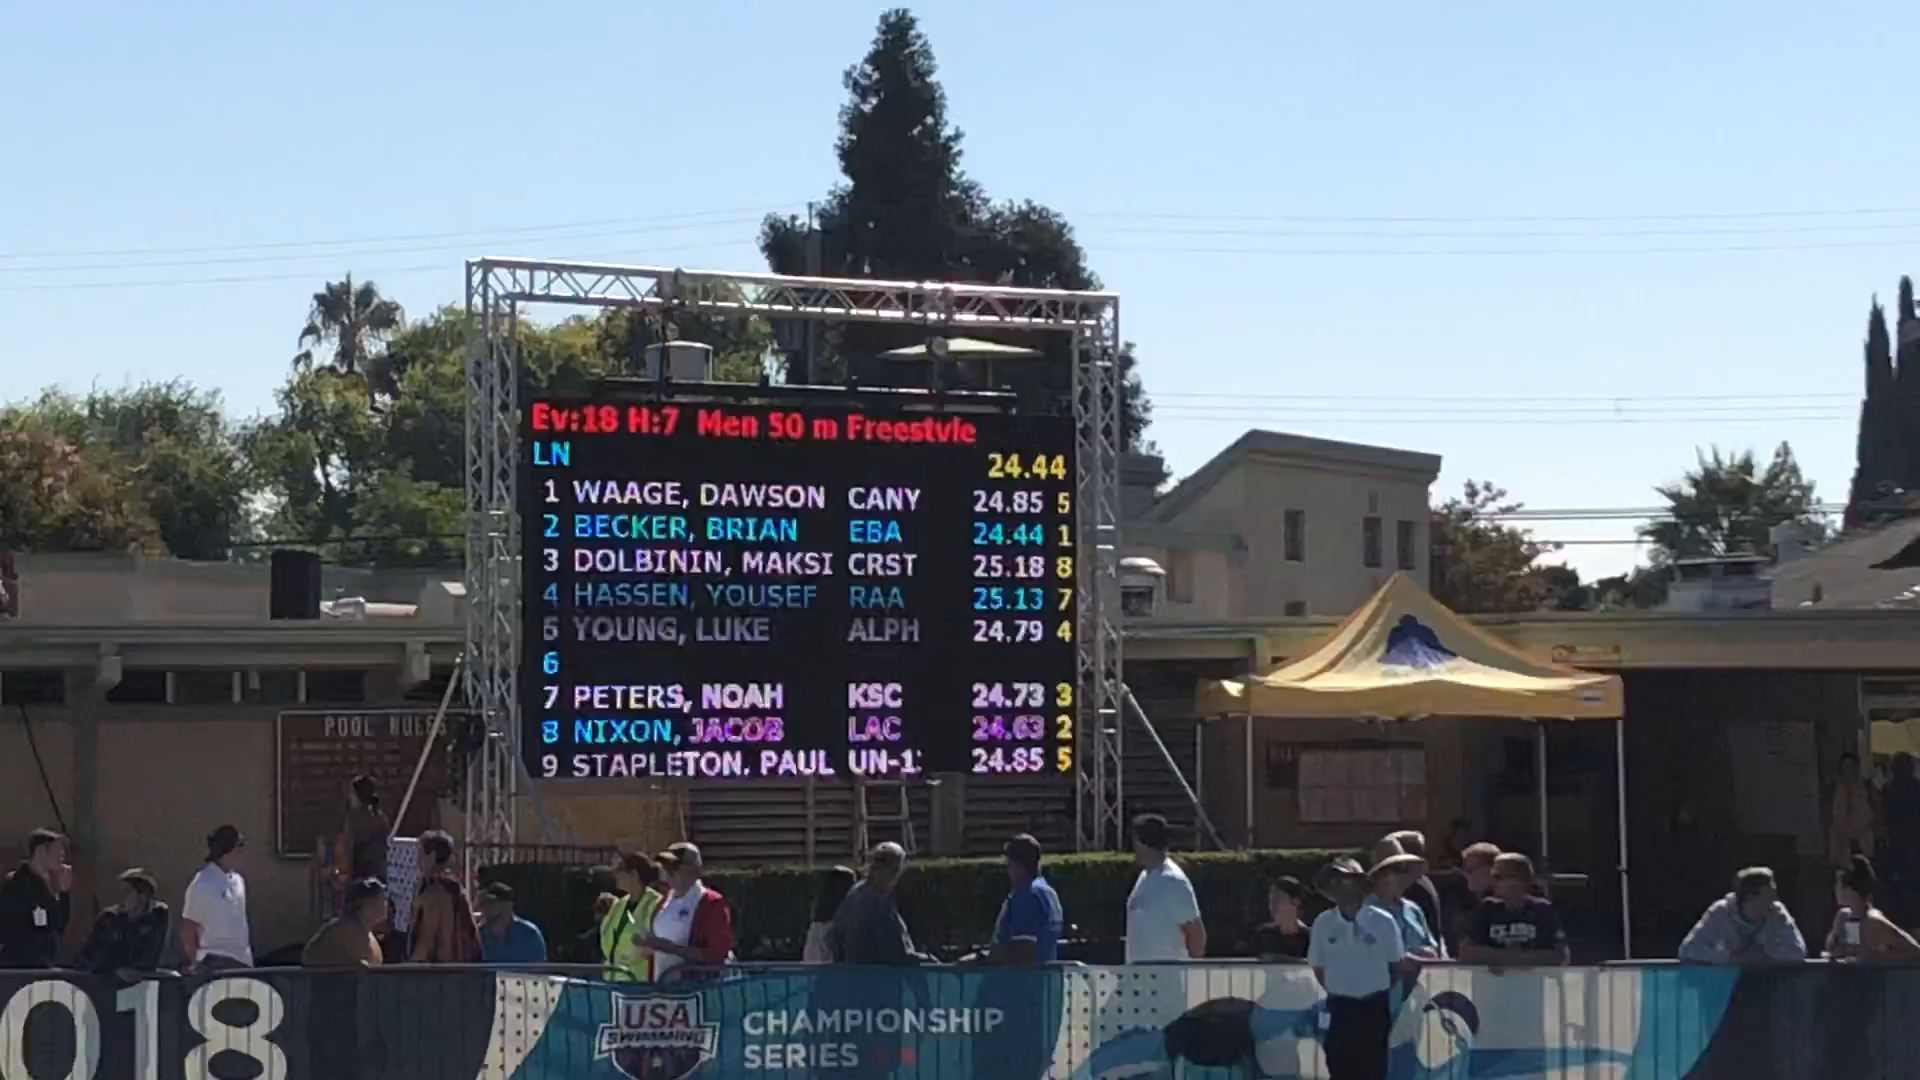 Ev:18 H:7 Men 50 m Freestyle
LN 24.44
1 WAAGE, DAWSON CANY 24.85 5
2 BECKER, BRIAN EBA 24.44 1
3 DOLBININ, MAKSI CRST 25.18 8
4 HASSEN, YOUSEF RAA 25.13 7
5 YOUNG, LUKE ALPH 24.79 4
6
7 PETERS, NOAH KSC 24.73 3
8 NIXON, JACOB LAC 24.63 2
9 STAPLETON, PAUL UN-1 24.85 5
POOL RULES
018
USA SWIMMING
CHAMPIONSHIP
SERIES